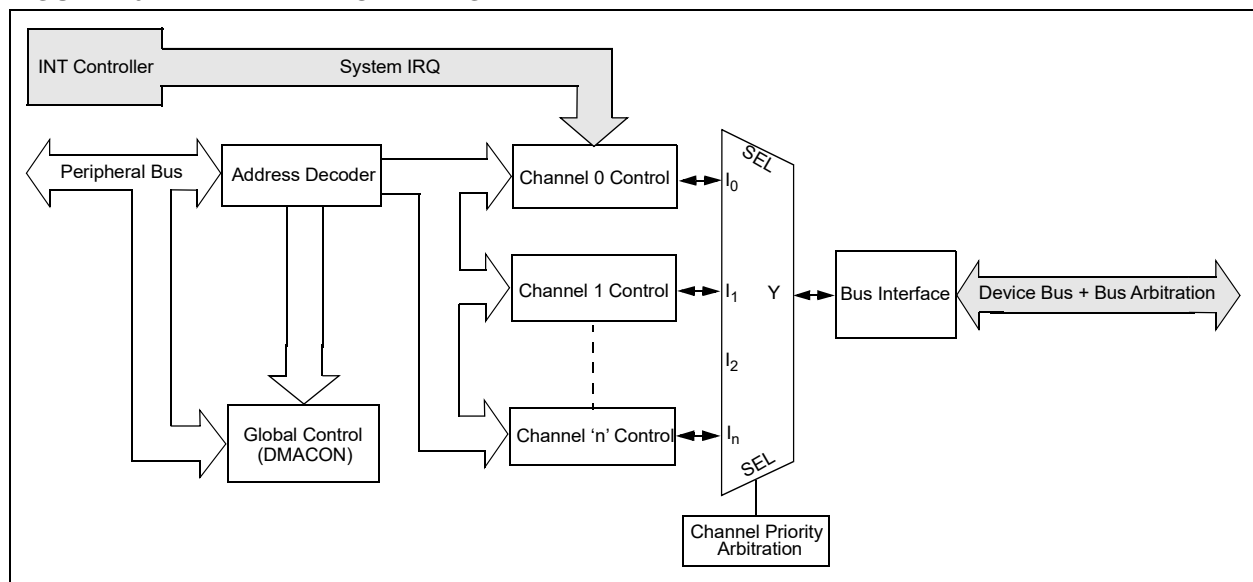 INT Controller
System IRQ
Peripheral Bus
Address Decoder
Channel 0 Control
I0
SEL
Channel 1 Control
I1
Y
Bus Interface
Device Bus + Bus Arbitration
I2
Global Control
(DMACON)
Channel ‘n’ Control
In
SEL
Channel Priority
Arbitration